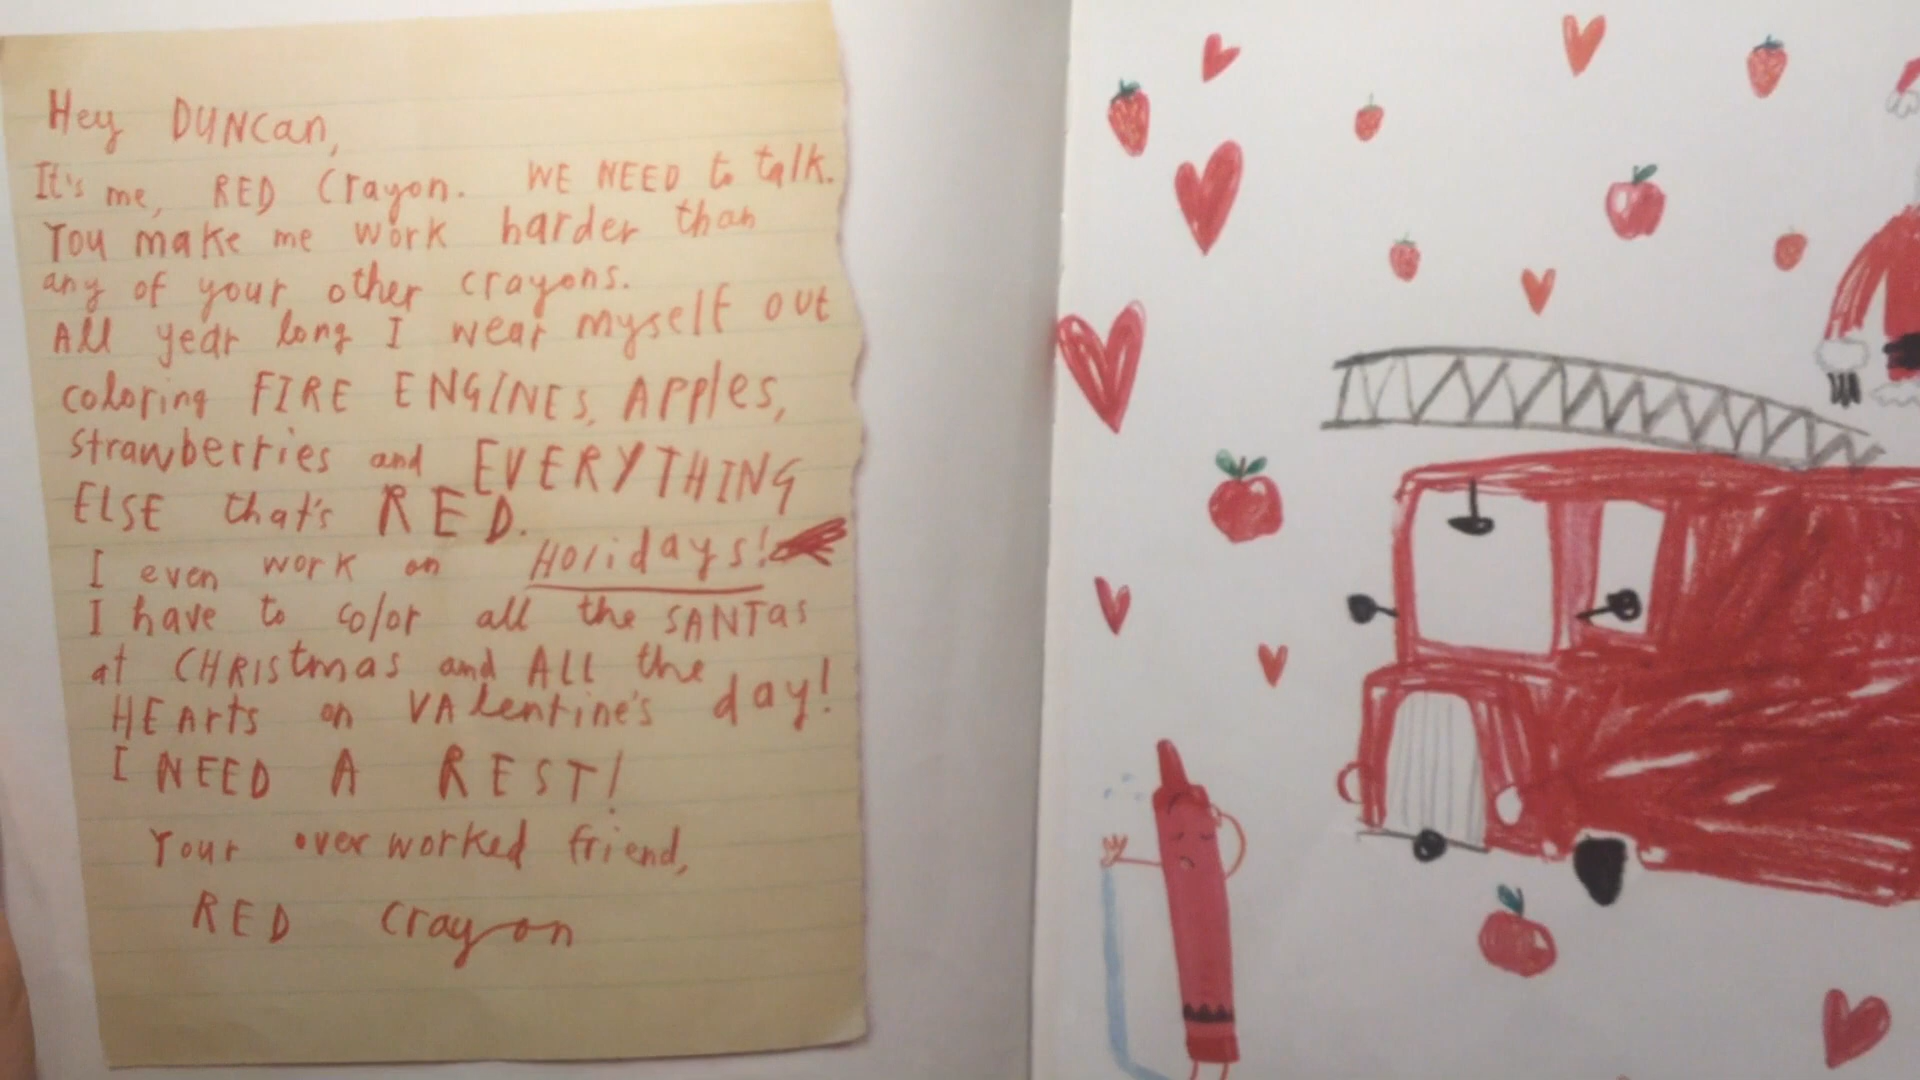 Hey DUNCan,
It's me, RED Crayon. WE NEED to talk.
You make me work harder than
any of your other crayons.
All year long I wear myself out
coloring FIRE ENGINES, APPles,
strawberries and EVERYTHING
ELSE that's RED.
I even work on Holidays!
I have to color all the SANTas
at CHRIStmas and ALL the
HEArts on VAlentine's day!
I NEED A REST!
Your overworked friend,
RED Crayon